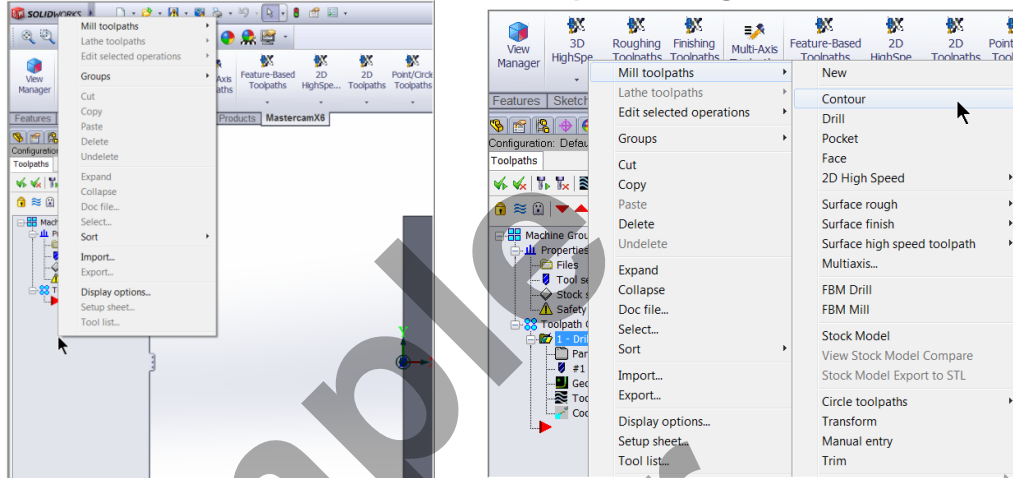 SOLIDWORKS
Mill toolpaths
Lathe toolpaths
Edit selected operations
Groups
Cut
Copy
Paste
Delete
Undelete
Expand
Collapse
Doc file...
Select...
Sort
Import...
Export...
Display options...
Setup sheet...
Tool list...
View
Manager
Axis
Feature-Based
Toolpaths
2D
HighSpe...
2D
Toolpaths
Point/Circle
Toolpaths
Features
Products
MastercamX6
Configuration
Toolpaths
View
Manager
3D
HighSpe
Roughing
Toolpaths
Finishing
Toolpaths
Multi-Axis
Feature-Based
Toolpaths
2D
HighSpe
2D
Toolpaths
Features
Sketch
Configuration: Defau
Toolpaths
Machine Grou
Properties
Files
Tool se
Stock s
Safety
Toolpath G
1 - Dril
Par
#1
Geo
Too
Mill toolpaths
Lathe toolpaths
Edit selected operations
Groups
Cut
Copy
Paste
Delete
Undelete
Expand
Collapse
Doc file...
Select...
Sort
Import...
Export...
Display options...
Setup sheet...
Tool list...
New
Contour
Drill
Pocket
Face
2D High Speed
Surface rough
Surface finish
Surface high speed toolpath
Multiaxis...
FBM Drill
FBM Mill
Stock Model
View Stock Model Compare
Stock Model Export to STL
Circle toolpaths
Transform
Manual entry
Trim